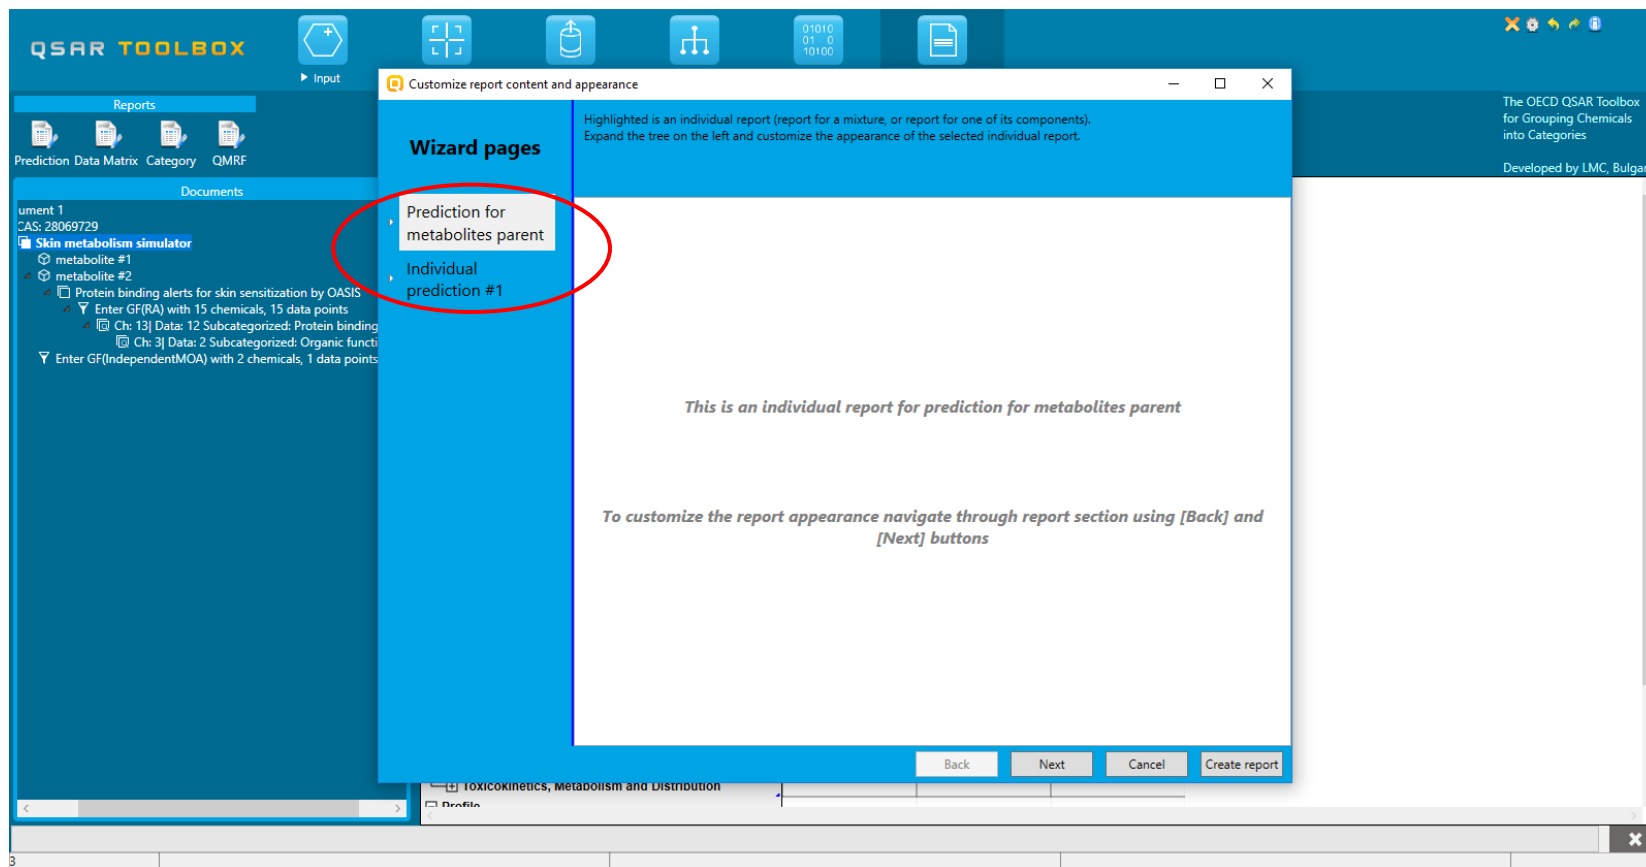 QSAR TOOLBOX
01010
01 0
10100
Input
The OECD QSAR Toolbox
for Grouping Chemicals
into Categories
Developed by LMC, Bulgar
Reports
Prediction Data Matrix Category QMRF
Documents
ument 1
CAS: 28069729
Skin metabolism simulator
metabolite #1
metabolite #2
Protein binding alerts for skin sensitization by OASIS
Enter GF(RA) with 15 chemicals, 15 data points
Ch: 13| Data: 12 Subcategorized: Protein binding
Ch: 3| Data: 2 Subcategorized: Organic functi
Enter GF(IndependentMOA) with 2 chemicals, 1 data points
Customize report content and appearance
Wizard pages
Highlighted is an individual report (report for a mixture, or report for one of its components).
Expand the tree on the left and customize the appearance of the selected individual report.
Prediction for
metabolites parent
Individual
prediction #1
This is an individual report for prediction for metabolites parent
To customize the report appearance navigate through report section using [Back] and
[Next] buttons
Back Next Cancel Create report
Toxicokinetics, Metabolism and Distribution
Profile
3